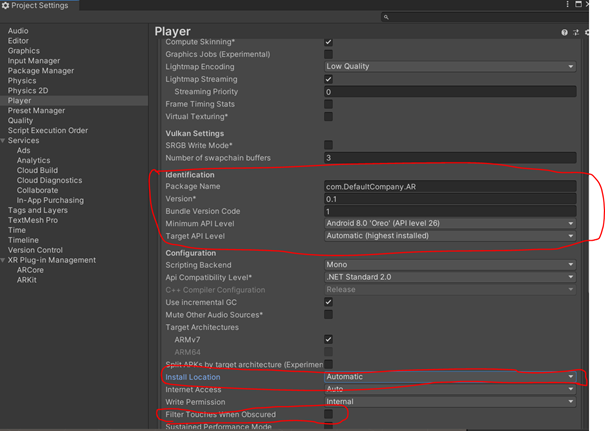 Project Settings
Player
Audio
Editor
Graphics
Input Manager
Package Manager
Physics
Physics 2D
Player
Preset Manager
Quality
Script Execution Order
Services
Ads
Analytics
Cloud Build
Cloud Diagnostics
Collaborate
In-App Purchasing
Tags and Layers
TextMesh Pro
Time
Timeline
Version Control
XR Plug-in Management
ARCore
ARKit
Compute Skinning*
Graphics Jobs (Experimental)
Lightmap Encoding Low Quality
Lightmap Streaming
Streaming Priority 0
Frame Timing Stats
Virtual Texturing*
Vulkan Settings
SRGB Write Mode*
Number of swapchain buffers 3
Identification
Package Name com.DefaultCompany.AR
Version* 0.1
Bundle Version Code 1
Minimum API Level Android 8.0 'Oreo' (API level 26)
Target API Level Automatic (highest installed)
Configuration
Scripting Backend Mono
Api Compatibility Level* .NET Standard 2.0
C++ Compiler Configuration Release
Use incremental GC
Mute Other Audio Sources*
Target Architectures
ARMv7
ARM64
Split APKs by target architecture (Experimen
Install Location Automatic
Internet Access Auto
Write Permission Internal
Filter Touches When Obscured
Sustained Performance Mode